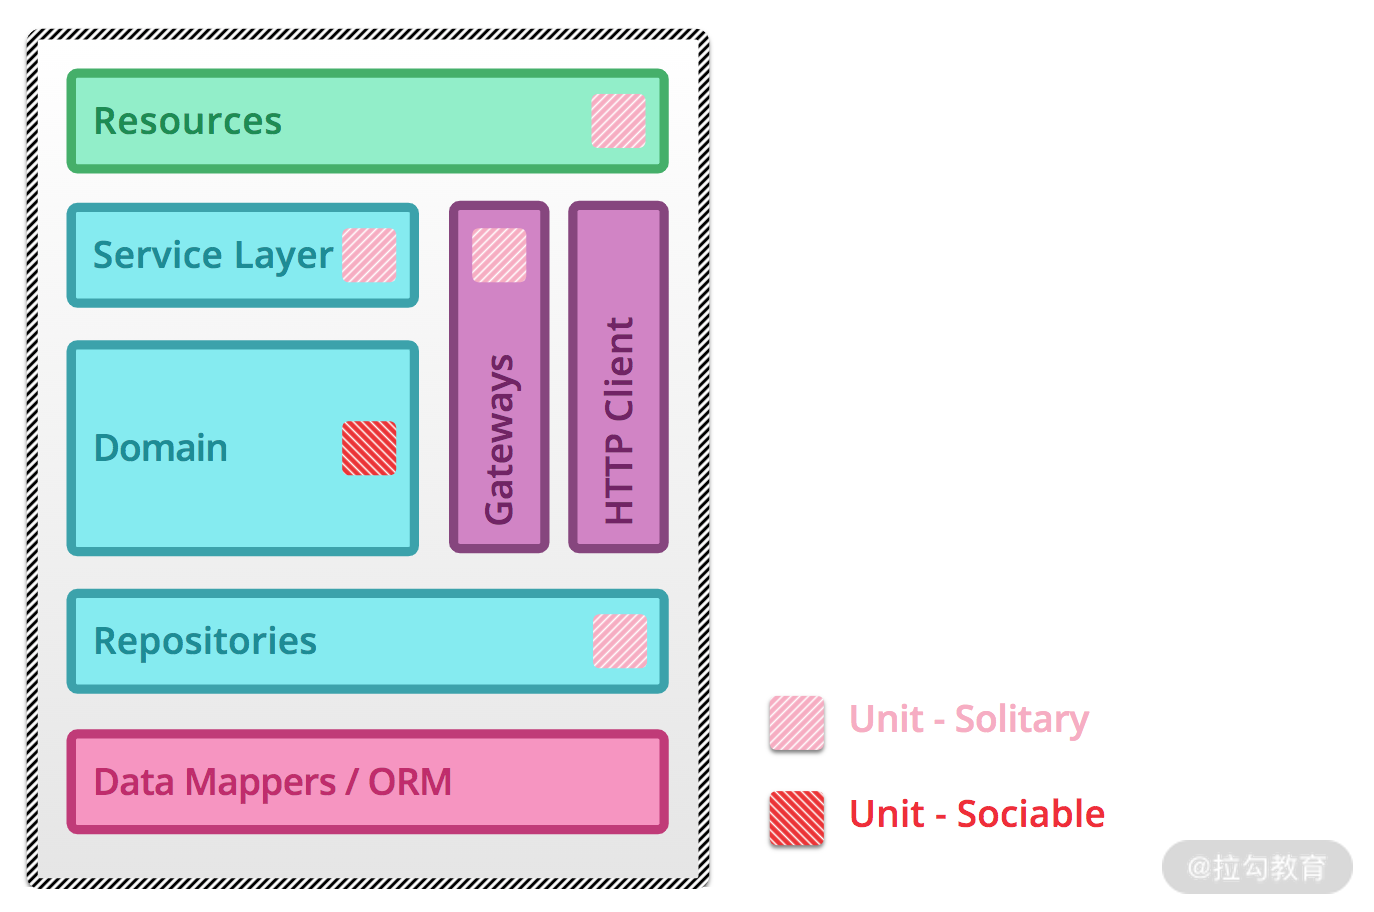 Resources
Service Layer
Gateways
HTTP Client
Domain
Repositories
Data Mappers / ORM
Unit - Solitary
Unit - Sociable
@拉勾教育